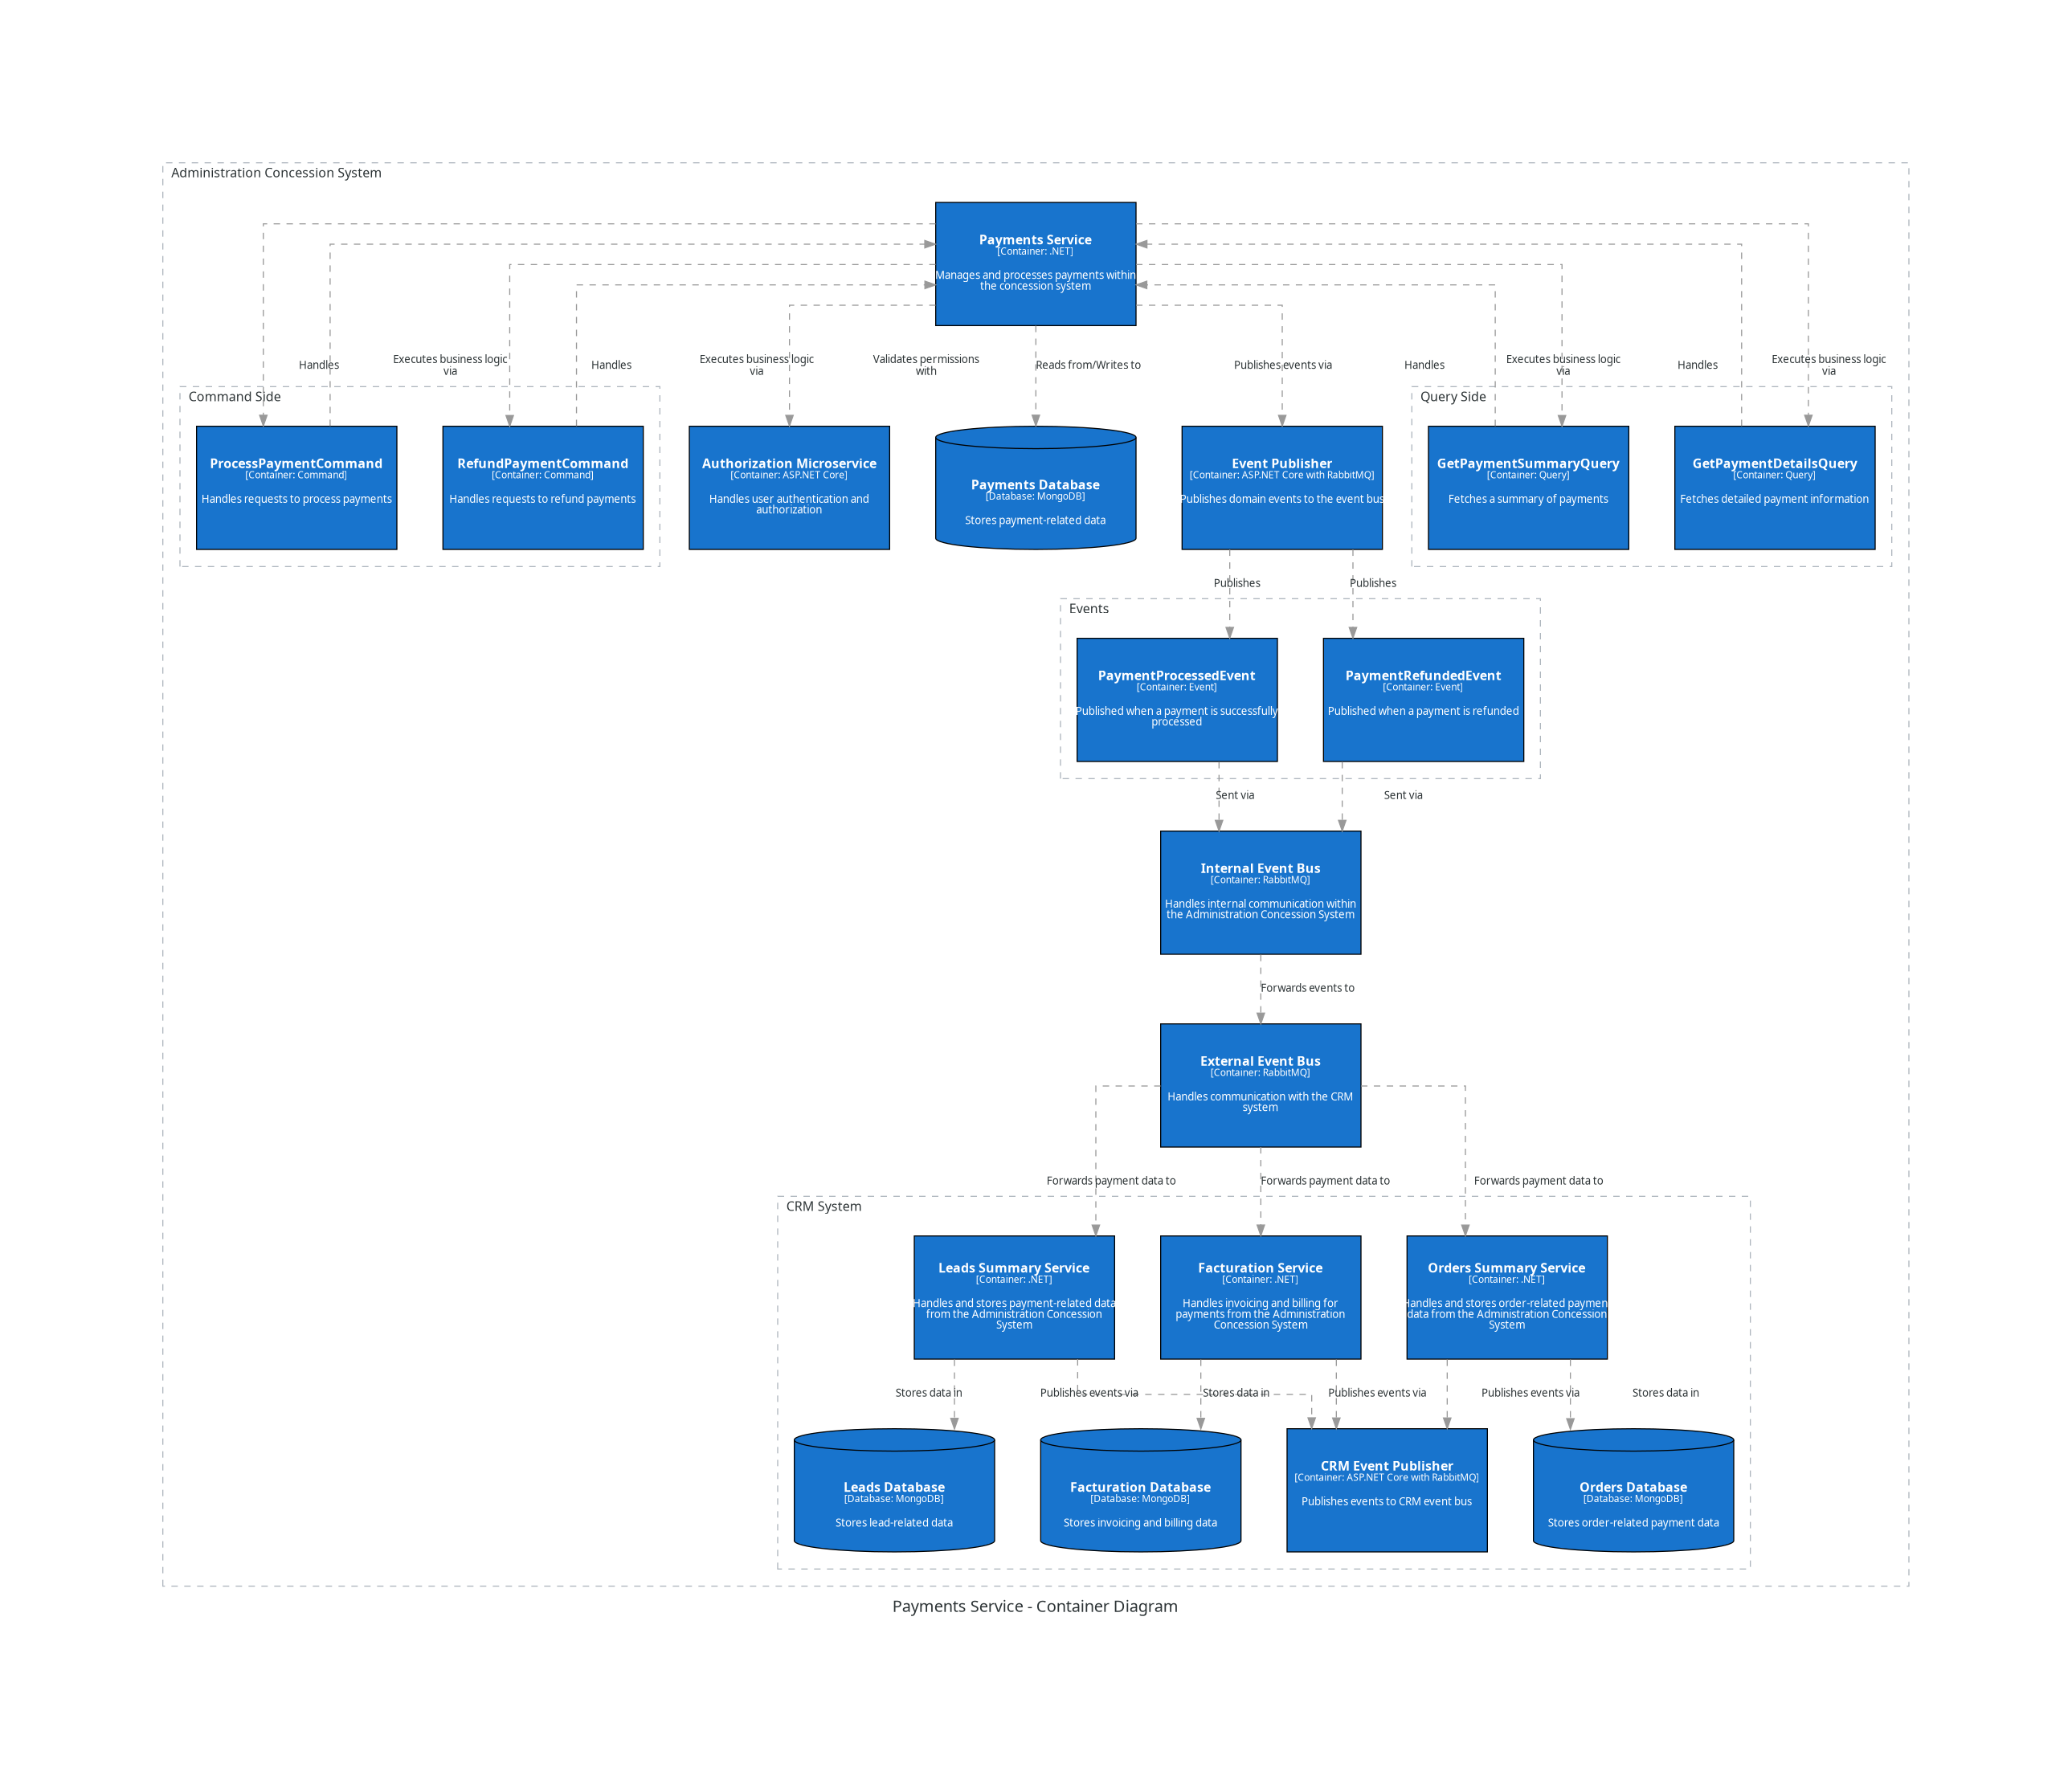 Administration Concession System
Payments Service
[Container: .NET]
Manages and processes payments within
the concession system
Handles
Executes business logic
via
Handles
Executes business logic
via
Validates permissions
with
Reads from/Writes to
Publishes events via
Handles
Executes business logic
via
Handles
Executes business logic
via
Command Side
ProcessPaymentCommand
[Container: Command]
Handles requests to process payments
RefundPaymentCommand
[Container: Command]
Handles requests to refund payments
Authorization Microservice
[Container: ASP.NET Core]
Handles user authentication and
authorization
Payments Database
[Database: MongoDB]
Stores payment-related data
Event Publisher
[Container: ASP.NET Core with RabbitMQ]
Publishes domain events to the event bus
Query Side
GetPaymentSummaryQuery
[Container: Query]
Fetches a summary of payments
GetPaymentDetailsQuery
[Container: Query]
Fetches detailed payment information
Publishes
Publishes
Events
PaymentProcessedEvent
[Container: Event]
Published when a payment is successfully
processed
PaymentRefundedEvent
[Container: Event]
Published when a payment is refunded
Sent via
Sent via
Internal Event Bus
[Container: RabbitMQ]
Handles internal communication within
the Administration Concession System
Forwards events to
External Event Bus
[Container: RabbitMQ]
Handles communication with the CRM
system
Forwards payment data to
Forwards payment data to
Forwards payment data to
CRM System
Leads Summary Service
[Container: .NET]
Handles and stores payment-related data
from the Administration Concession
System
Facturation Service
[Container: .NET]
Handles invoicing and billing for
payments from the Administration
Concession System
Orders Summary Service
[Container: .NET]
Handles and stores order-related payment
data from the Administration Concession
System
Stores data in
Publishes events via
Stores data in
Publishes events via
Publishes events via
Stores data in
Leads Database
[Database: MongoDB]
Stores lead-related data
Facturation Database
[Database: MongoDB]
Stores invoicing and billing data
CRM Event Publisher
[Container: ASP.NET Core with RabbitMQ]
Publishes events to CRM event bus
Orders Database
[Database: MongoDB]
Stores order-related payment data
Payments Service - Container Diagram